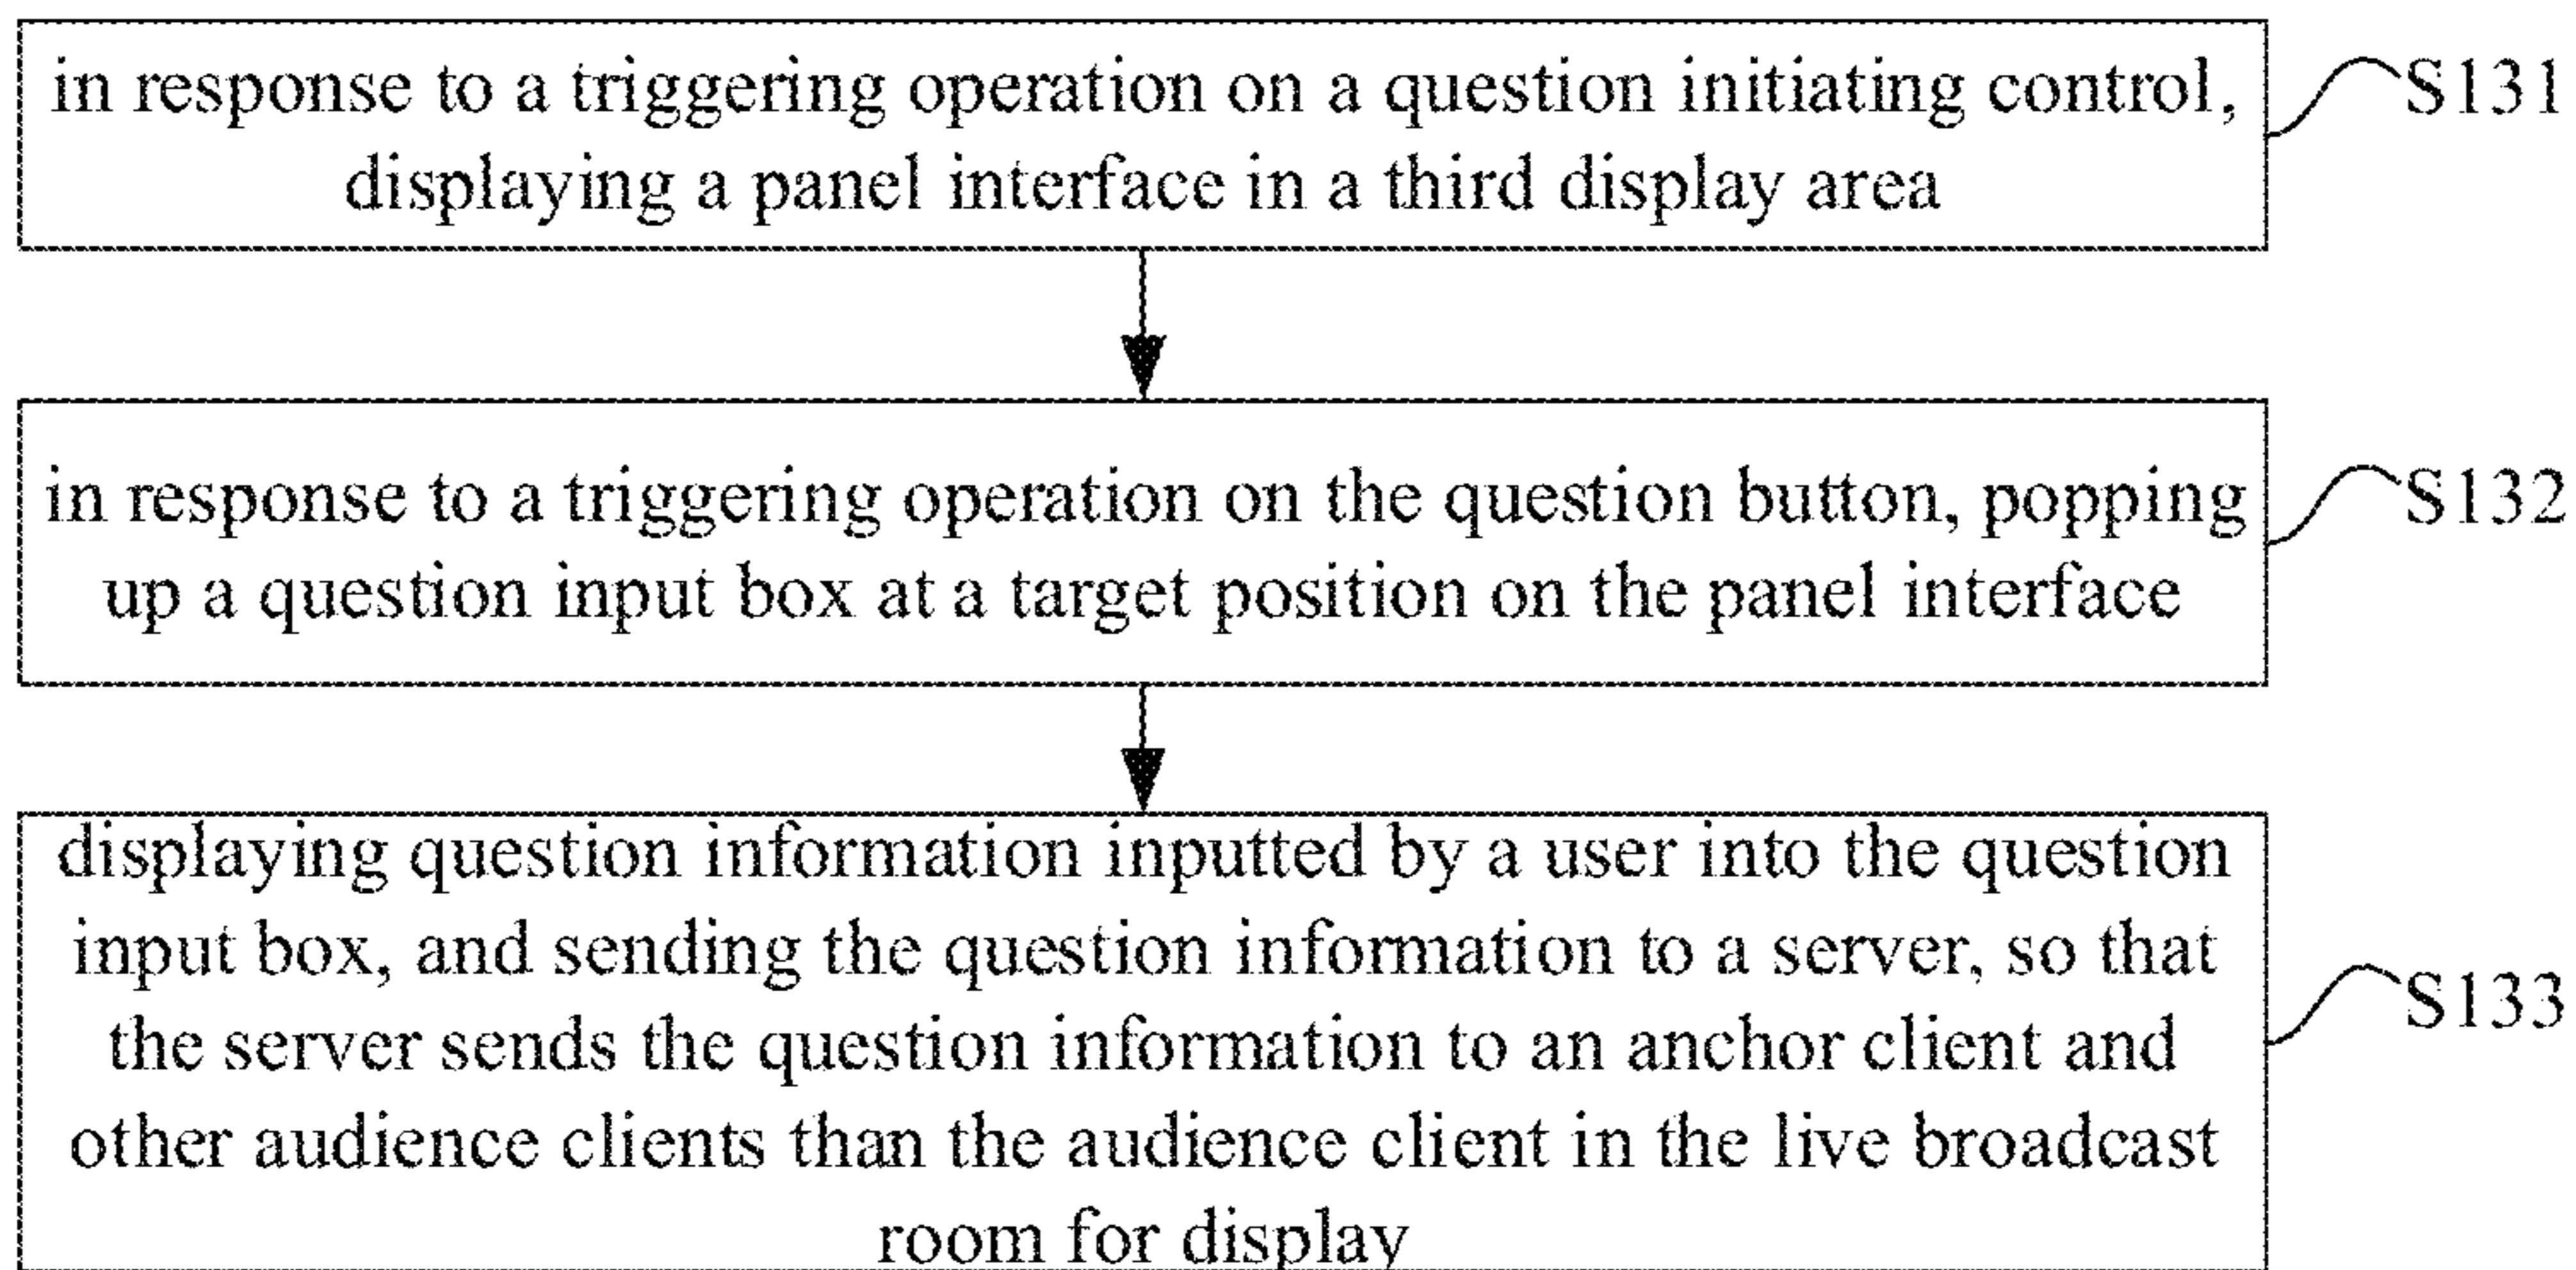 in response to a triggering operation on a question initiating control,
displaying a panel interface in a third display area
S131
in response to a triggering operation on the question button, popping
up a question input box at a target position on the panel interface
S132
displaying question information inputted by a user into the question
input box, and sending the question information to a server, so that
the server sends the question information to an anchor client and
other audience clients than the audience client in the live broadcast
room for display
S133